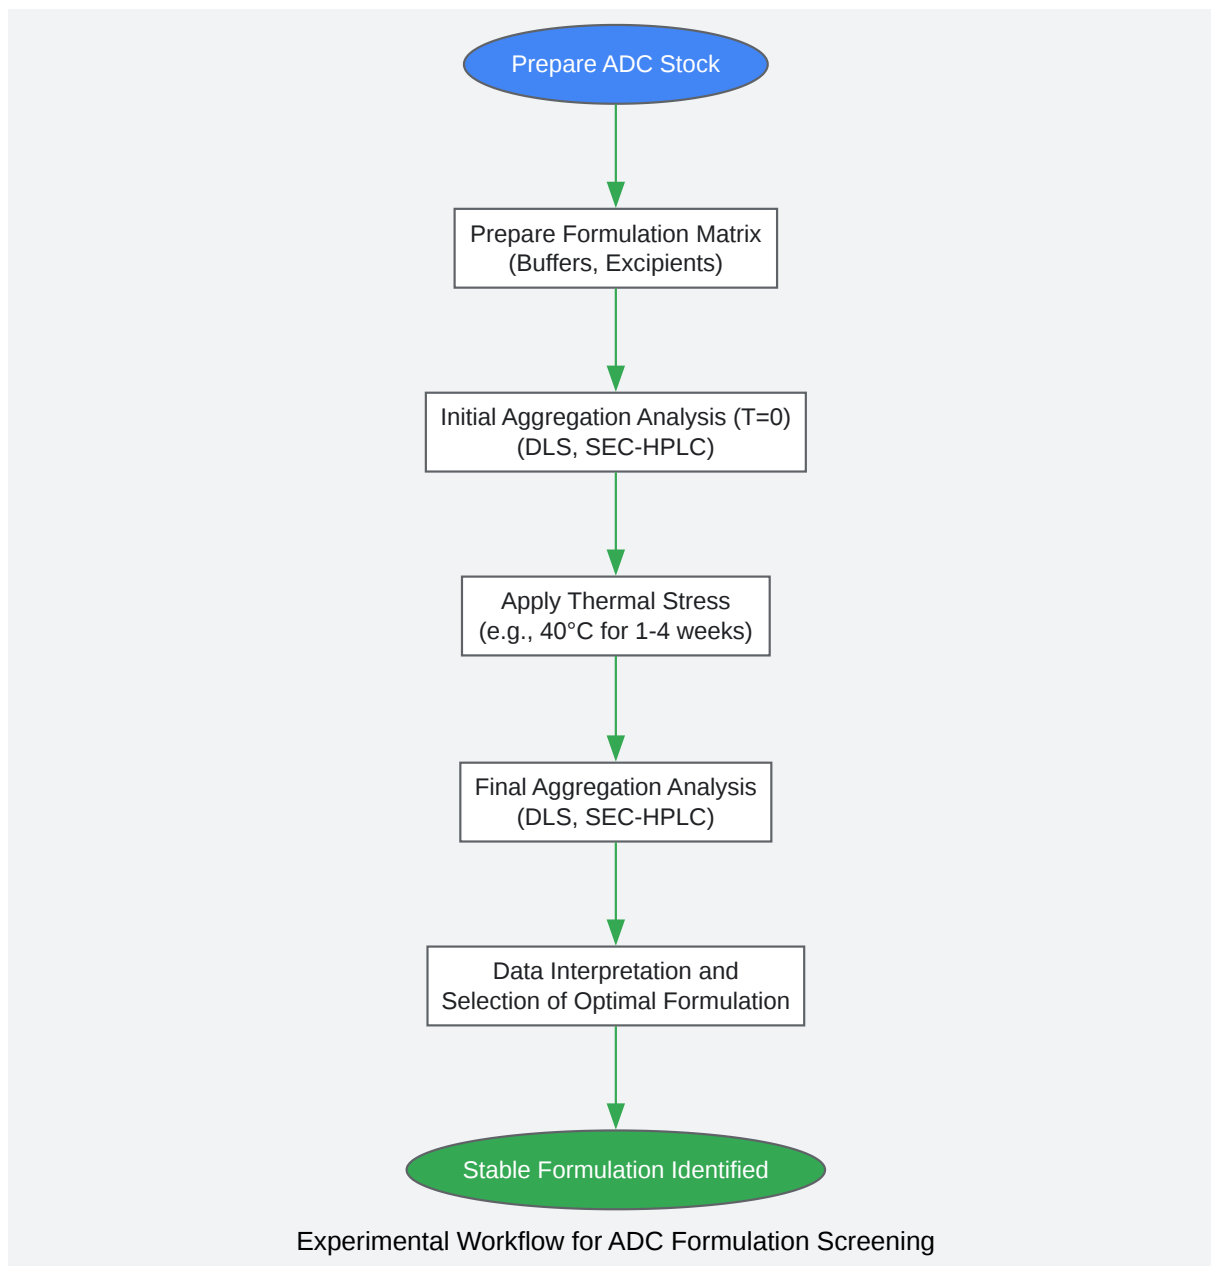 Prepare ADC Stock
Prepare Formulation Matrix
(Buffers, Excipients)
Initial Aggregation Analysis (T=0)
(DLS, SEC-HPLC)
Apply Thermal Stress
(e.g., 40°C for 1-4 weeks)
Final Aggregation Analysis
(DLS, SEC-HPLC)
Data Interpretation and
Selection of Optimal Formulation
Stable Formulation Identified
Experimental Workflow for ADC Formulation Screening